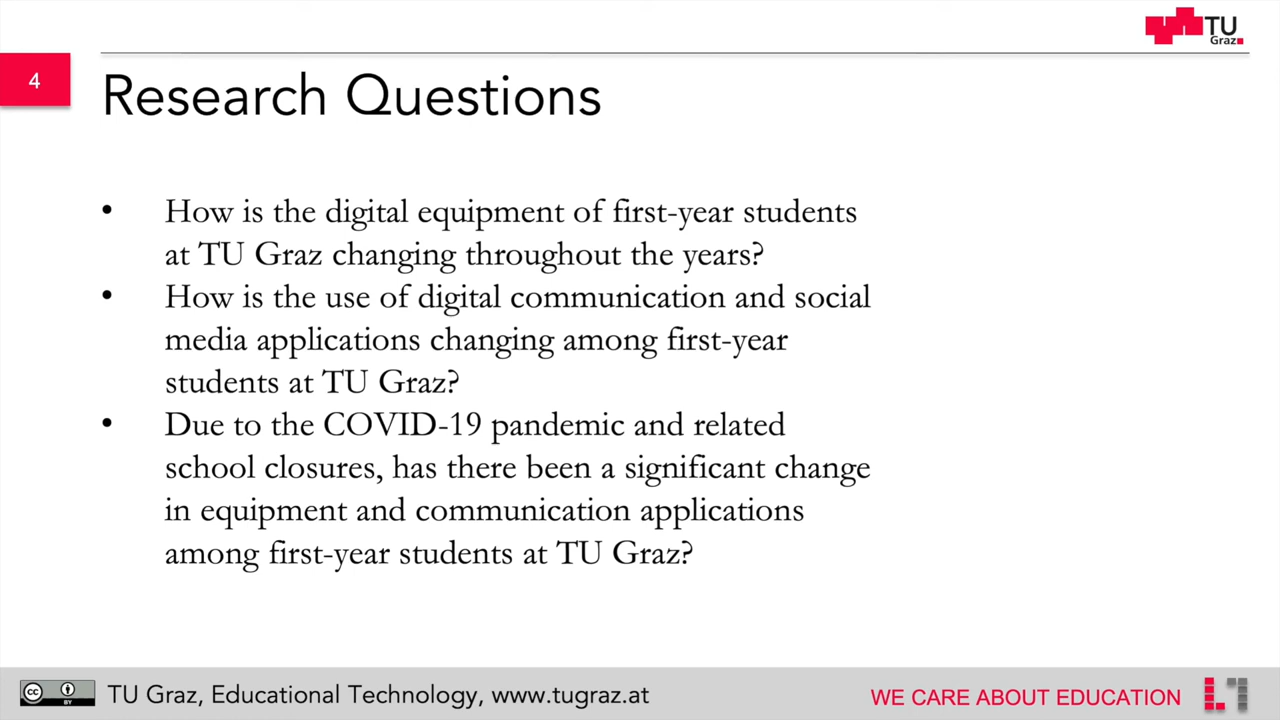 TU
Graz
4
Research Questions
• How is the digital equipment of first-year students
at TU Graz changing throughout the years?
• How is the use of digital communication and social
media applications changing among first-year
students at TU Graz?
• Due to the COVID-19 pandemic and related
school closures, has there been a significant change
in equipment and communication applications
among first-year students at TU Graz?
cc BY
TU Graz, Educational Technology, www.tugraz.at
WE CARE ABOUT EDUCATION